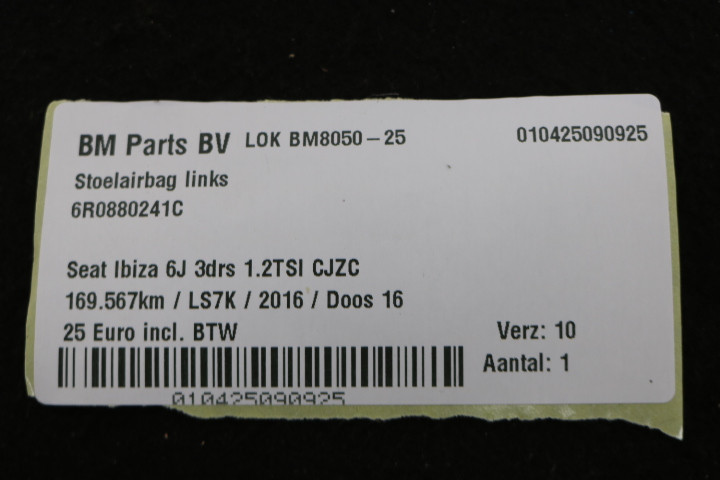 BM Parts BV LOK BM8050-25 010425090925
Stoelairbag links
6R0880241C
Seat Ibiza 6J 3drs 1.2TSI CJZC
169.567km / LS7K / 2016 / Doos 16
25 Euro incl. BTW Verz: 10
Aantal: 1
010425090925